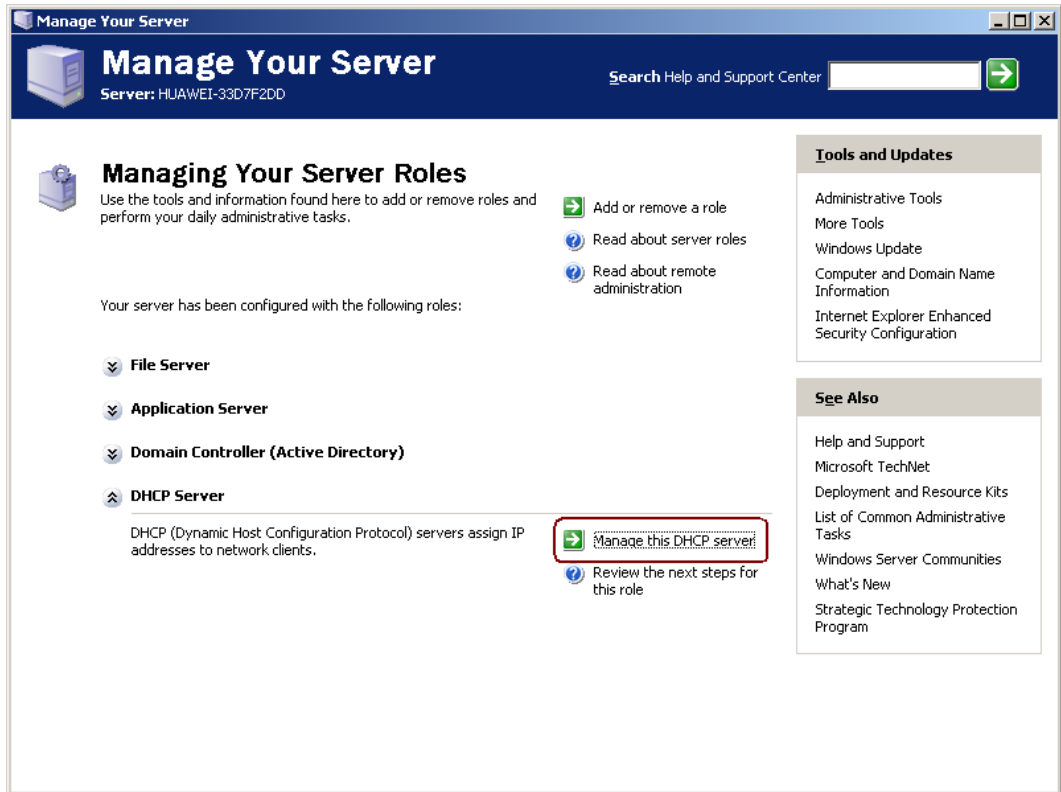 Manage Your Server
Manage Your Server
Server: HUAWEI-33D7F2DD
Search Help and Support Center
Managing Your Server Roles
Use the tools and information found here to add or remove roles and
perform your daily administrative tasks.
Add or remove a role
Read about server roles
Read about remote
administration
Your server has been configured with the following roles:
File Server
Application Server
Domain Controller (Active Directory)
DHCP Server
DHCP (Dynamic Host Configuration Protocol) servers assign IP
addresses to network clients.
Manage this DHCP server
Review the next steps for
this role
Tools and Updates
Administrative Tools
More Tools
Windows Update
Computer and Domain Name
Information
Internet Explorer Enhanced
Security Configuration
See Also
Help and Support
Microsoft TechNet
Deployment and Resource Kits
List of Common Administrative
Tasks
Windows Server Communities
What's New
Strategic Technology Protection
Program